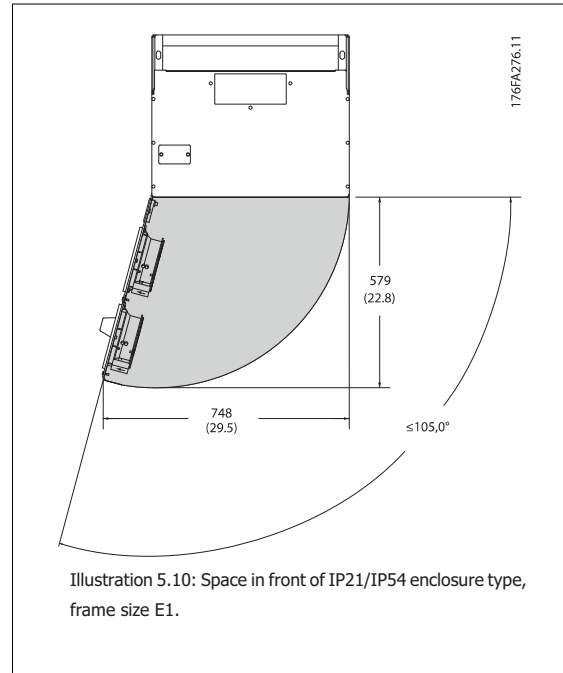 176FA276.11
579
(22.8)
748
(29.5)
≤105,0°
Illustration 5.10: Space in front of IP21/IP54 enclosure type,
frame size E1.